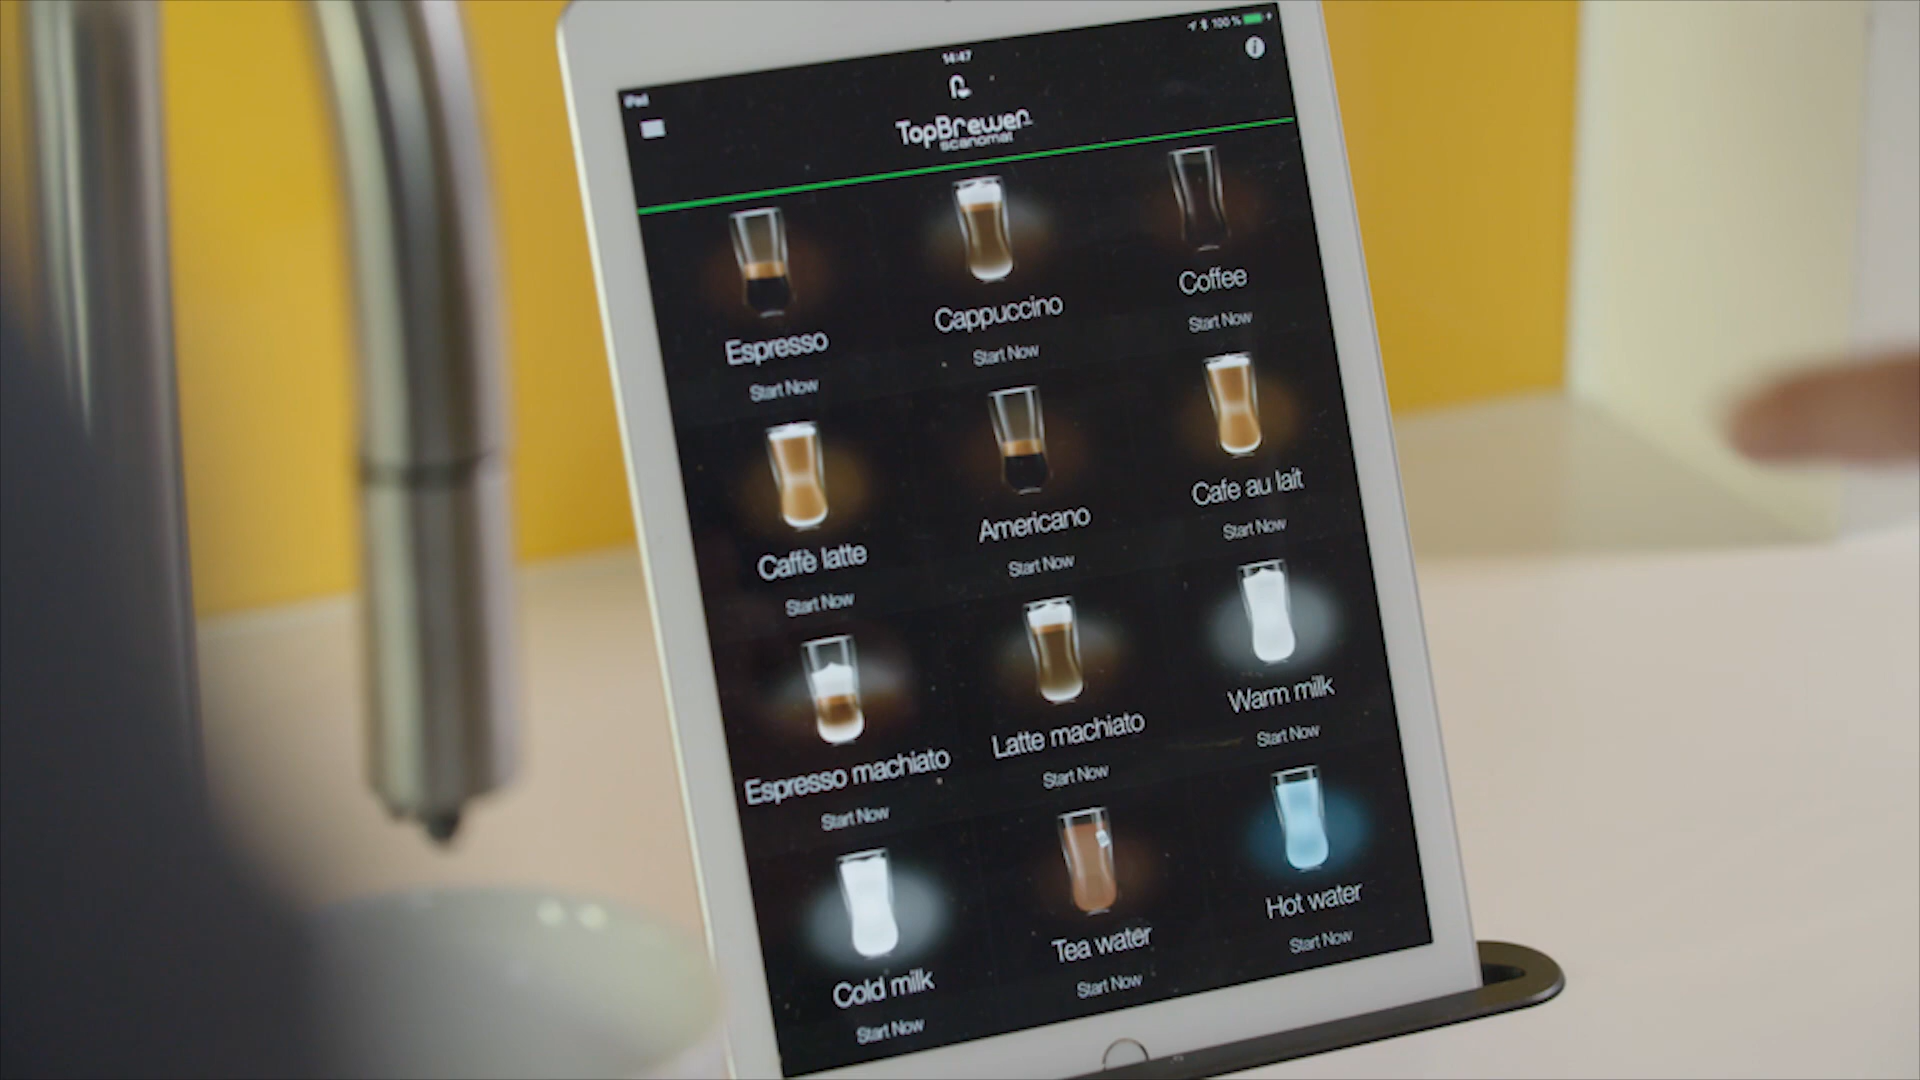 iPad
14:47
100 %
i
TopBrewer
scanomat
Espresso
Start Now
Cappuccino
Start Now
Coffee
Start Now
Caffè latte
Start Now
Americano
Start Now
Cafe au lait
Start Now
Espresso machiato
Start Now
Latte machiato
Start Now
Warm milk
Start Now
Cold milk
Start Now
Tea water
Start Now
Hot water
Start Now